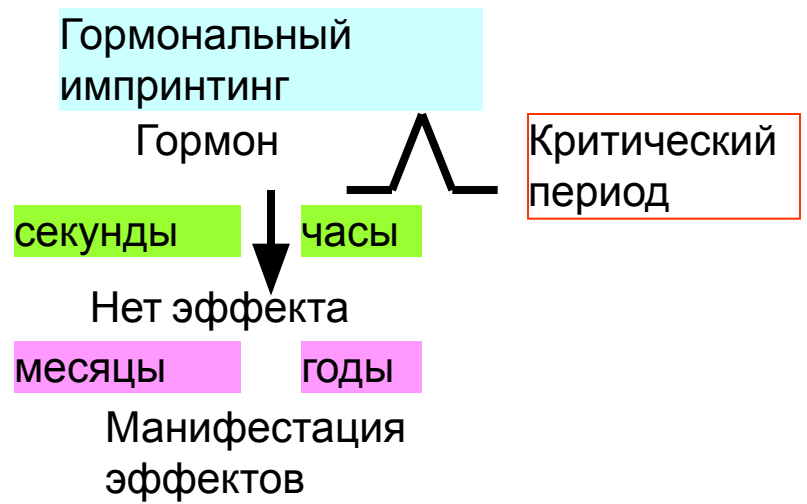 Гормональный
импринтинг
Гормон
Критический
период
секунды часы
Нет эффекта
месяцы годы
Манифестация
эффектов